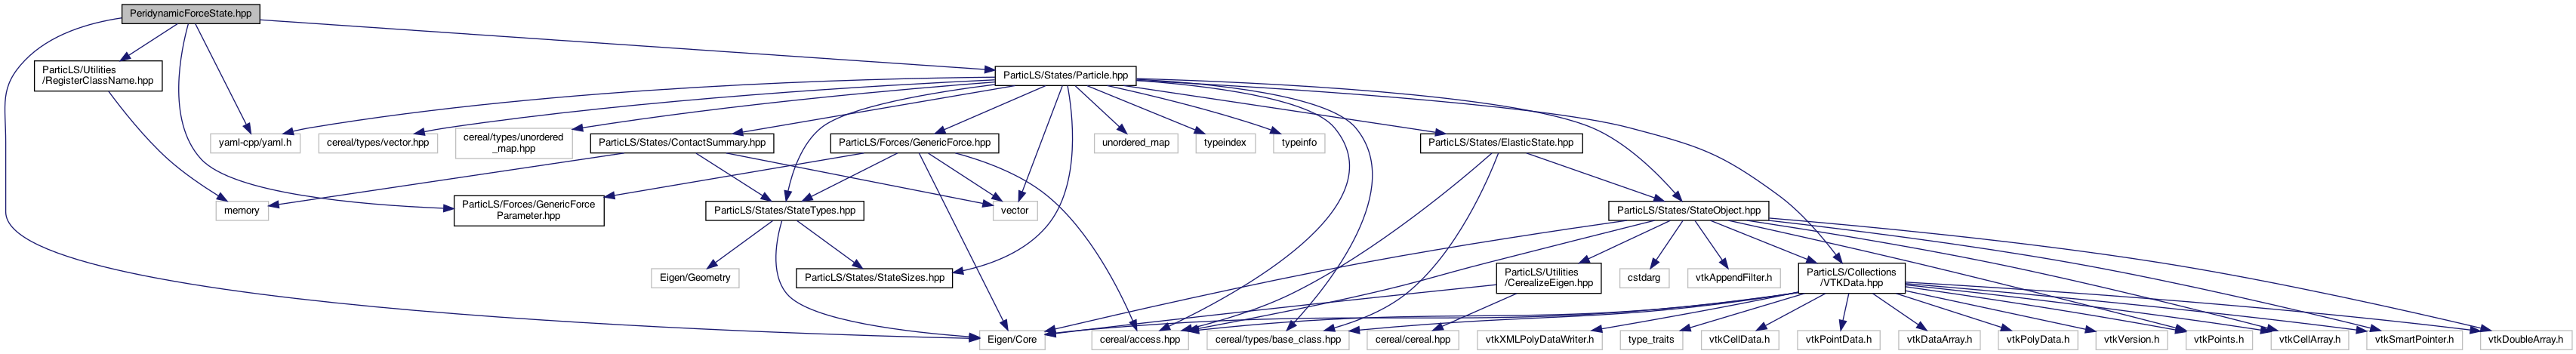 PeridynamicForceState.hpp
ParticLS/Utilities
/RegisterClassName.hpp
ParticLS/States/Particle.hpp
yaml-cpp/yaml.h
cereal/types/vector.hpp
cereal/types/unordered
_map.hpp
ParticLS/States/ContactSummary.hpp
ParticLS/Forces/GenericForce.hpp
unordered_map
typeindex
typeinfo
ParticLS/States/ElasticState.hpp
memory
ParticLS/Forces/GenericForce
Parameter.hpp
ParticLS/States/StateTypes.hpp
vector
ParticLS/States/StateObject.hpp
Eigen/Geometry
ParticLS/States/StateSizes.hpp
ParticLS/Utilities
/CerealizeEigen.hpp
cstdarg
vtkAppendFilter.h
ParticLS/Collections
/VTKData.hpp
Eigen/Core
cereal/access.hpp
cereal/types/base_class.hpp
cereal/cereal.hpp
vtkXMLPolyDataWriter.h
type_traits
vtkCellData.h
vtkPointData.h
vtkDataArray.h
vtkPolyData.h
vtkVersion.h
vtkPoints.h
vtkCellArray.h
vtkSmartPointer.h
vtkDoubleArray.h